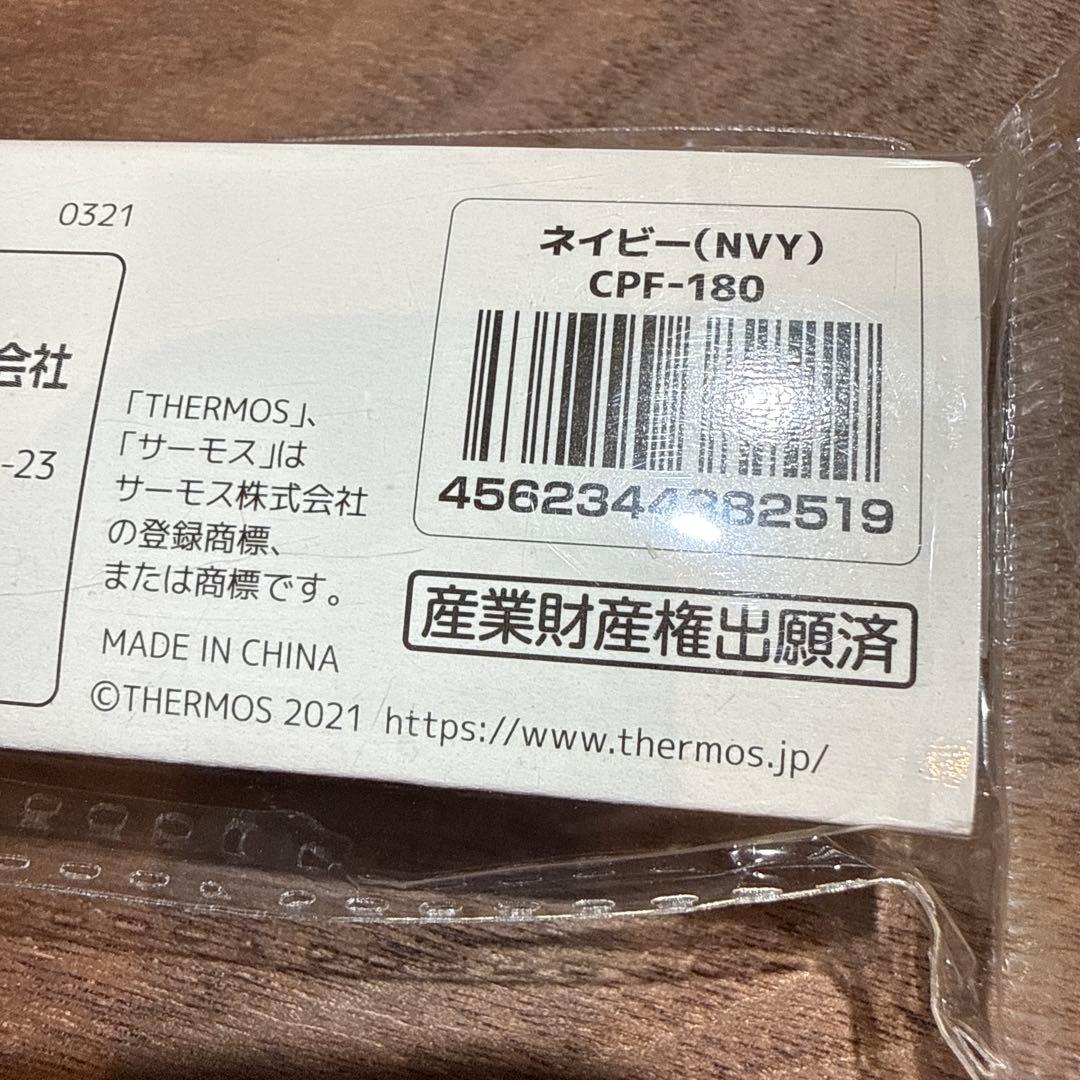 0321
会社
-23
「THERMOS」、
「サーモス」は
サーモス株式会社
の登録商標、
または商標です。
MADE IN CHINA
©THERMOS 2021 https://www.thermos.jp/
ネイビー(NVY)
CPF-180
4562344382519
産業財産権出願済